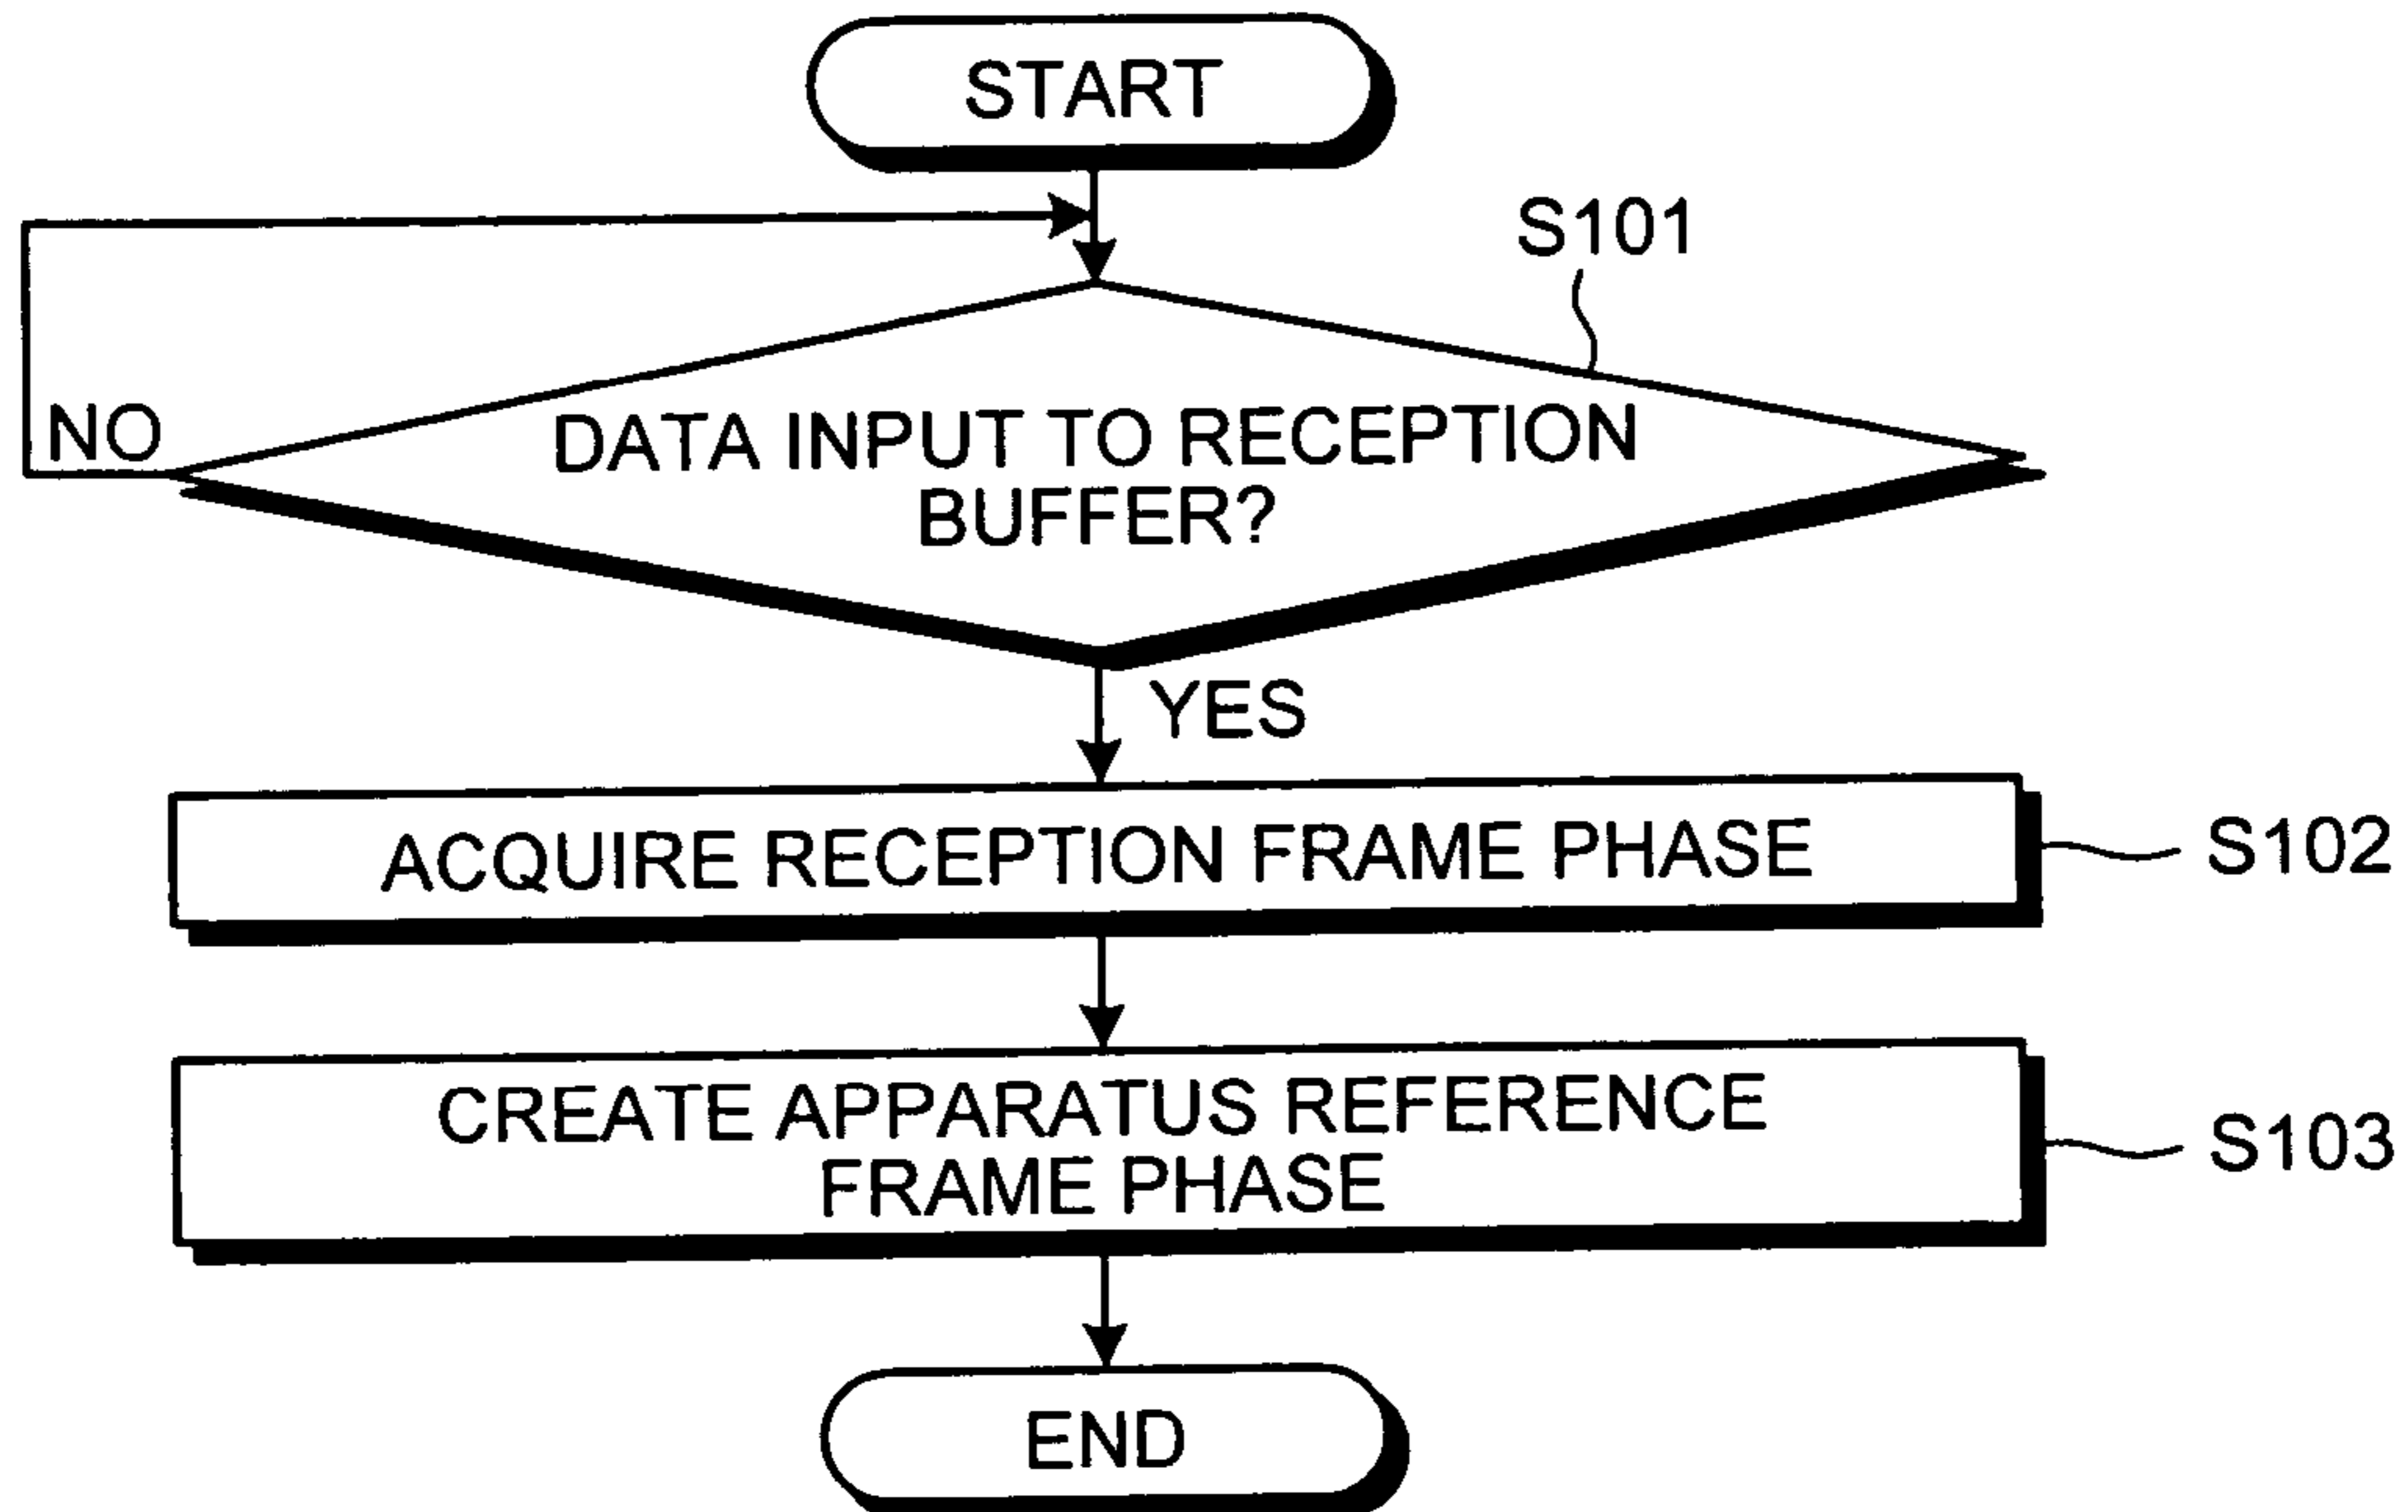 START
S101
NO
DATA INPUT TO RECEPTION
BUFFER?
YES
ACQUIRE RECEPTION FRAME PHASE
S102
CREATE APPARATUS REFERENCE
FRAME PHASE
S103
END